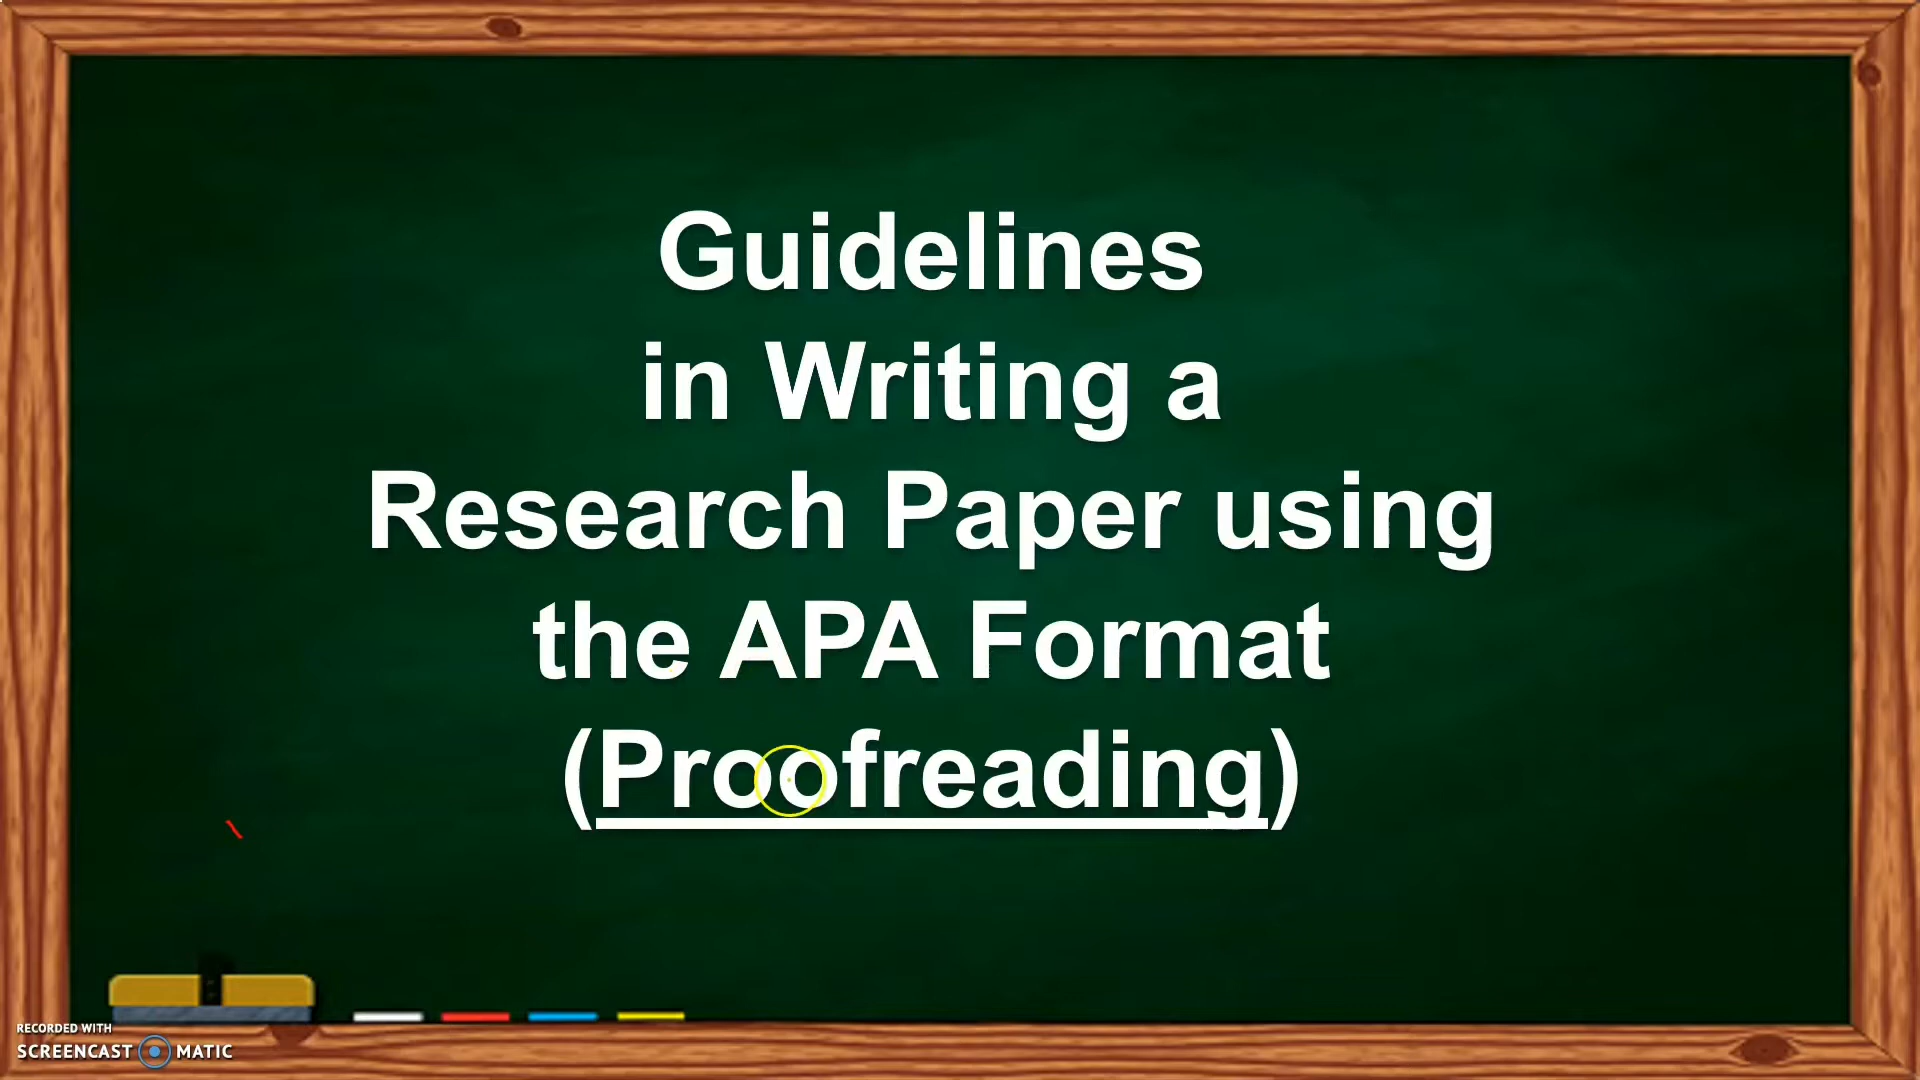 Guidelines
in Writing a
Research Paper using
the APA Format
(Proofreading)
RECORDED WITH
SCREENCAST MATIC